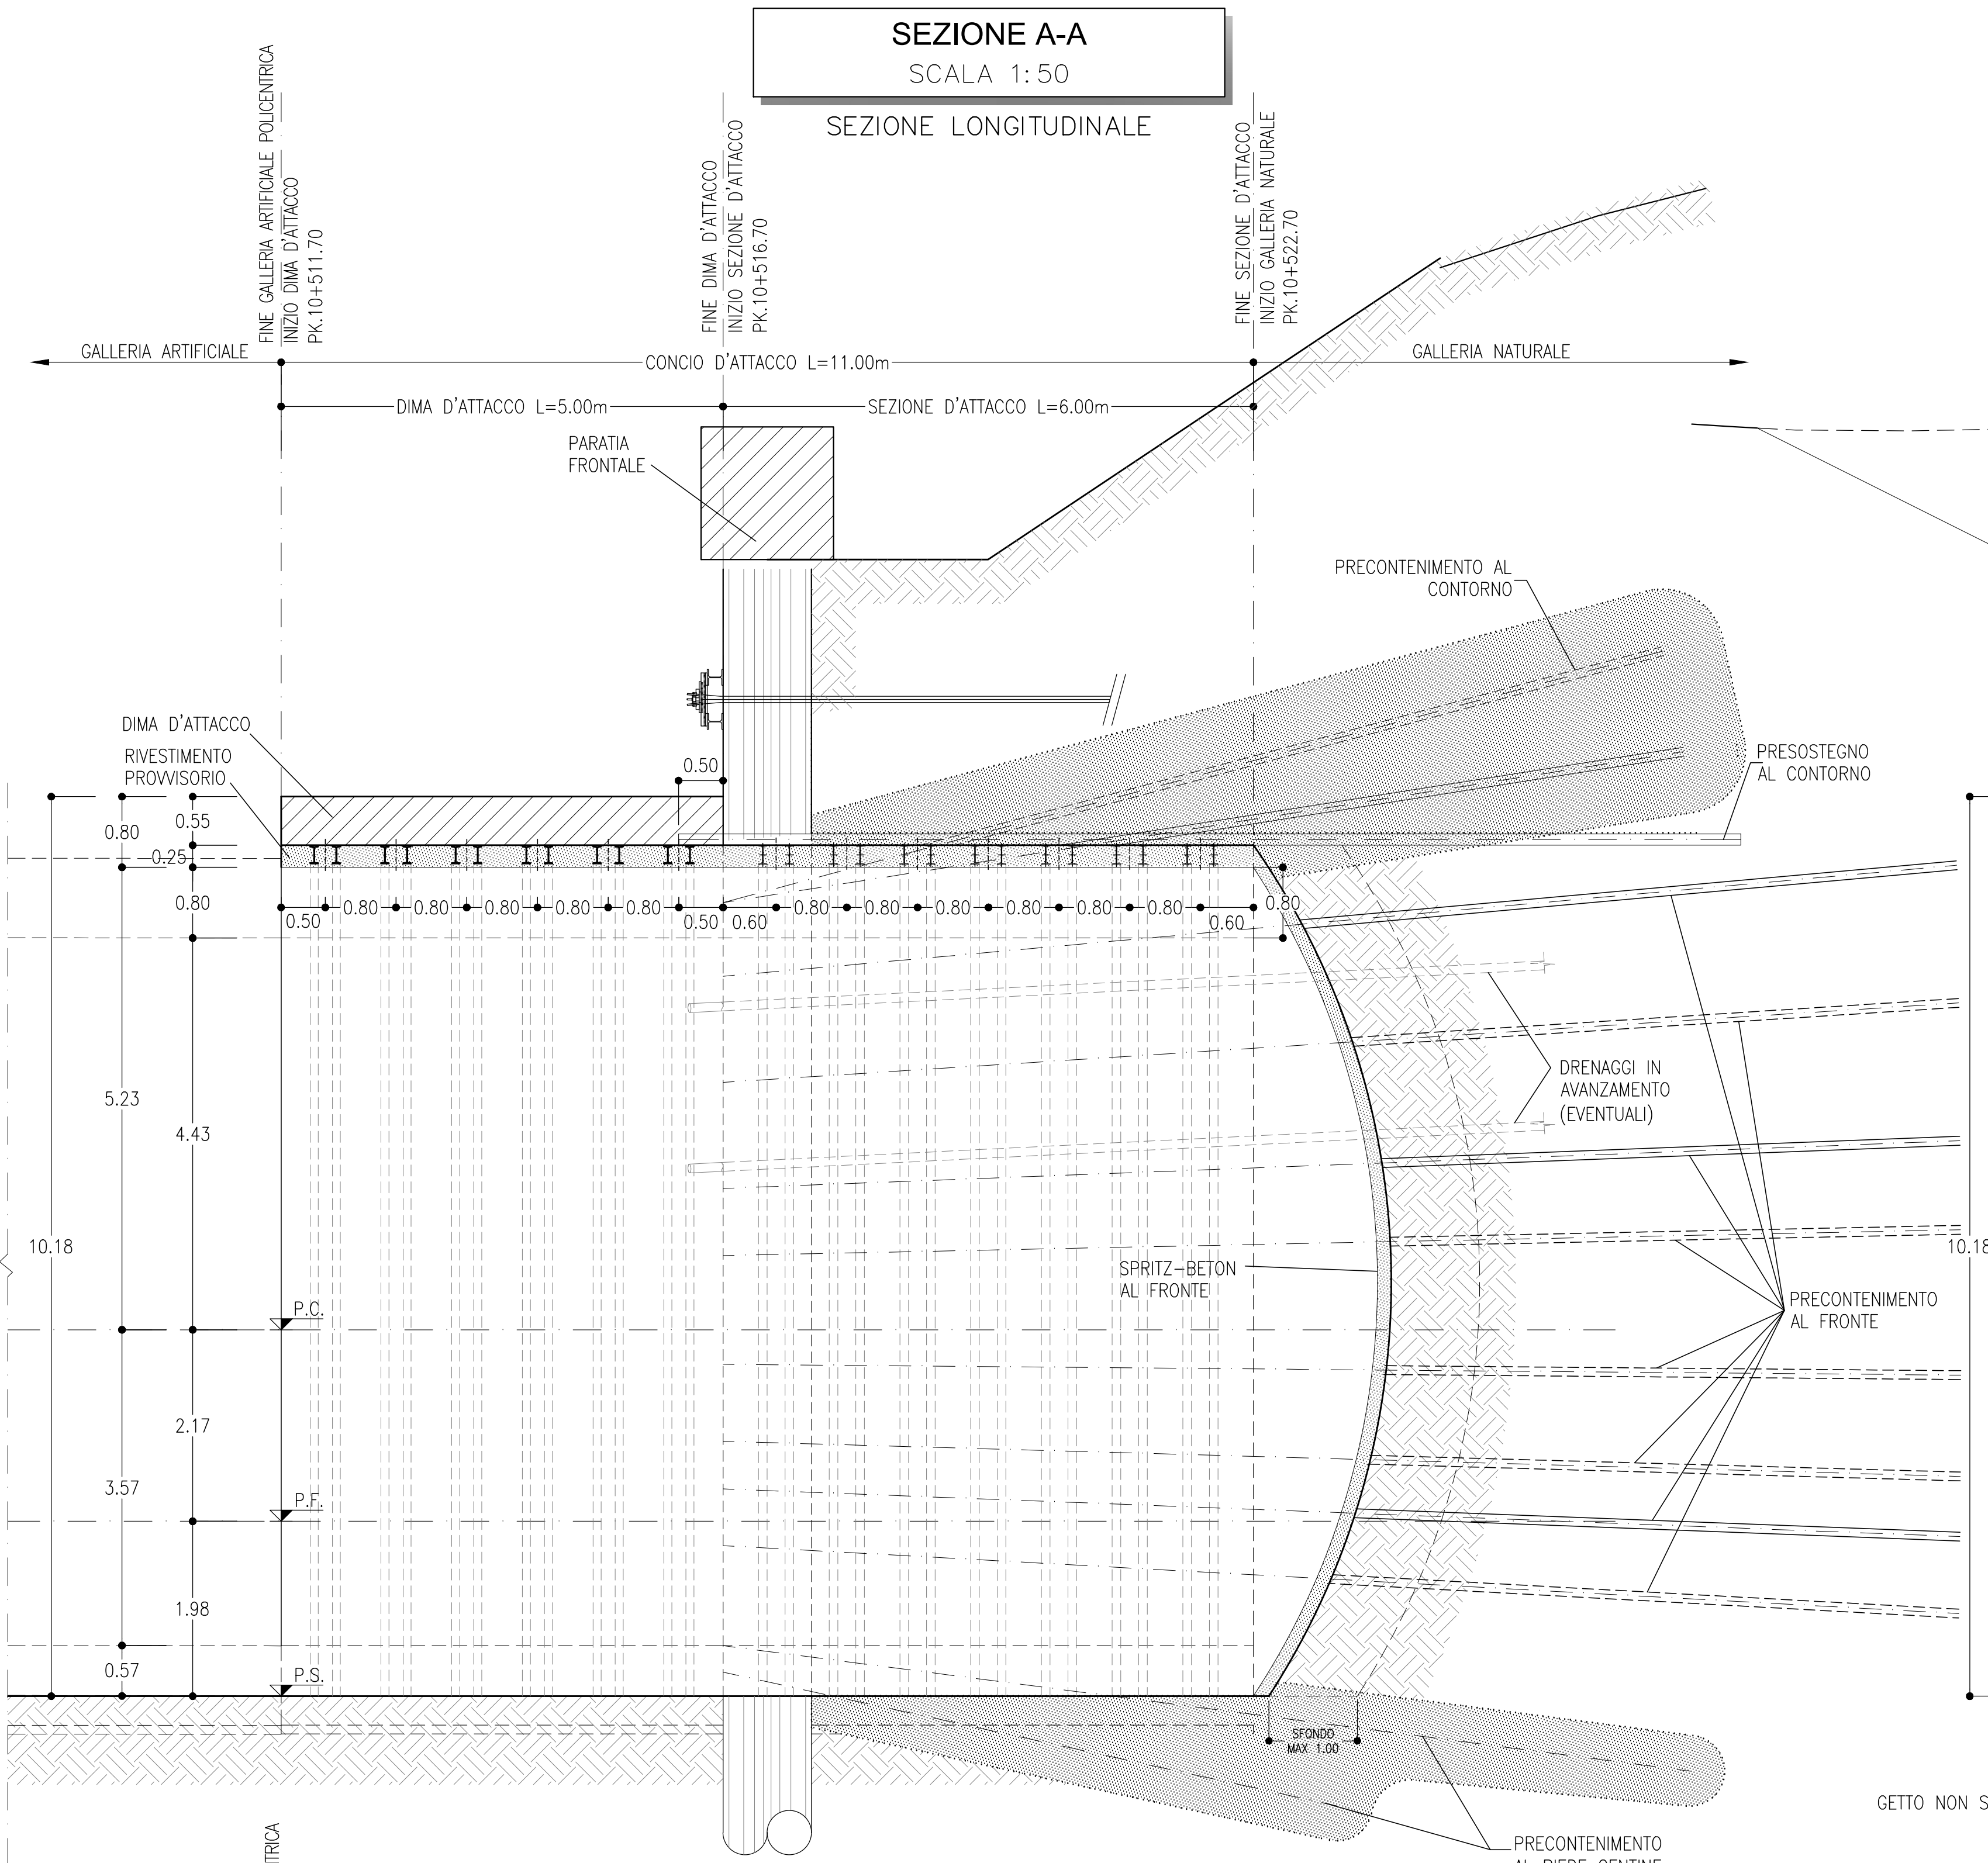 SEZIONE A-A
SCALA 1:50
SEZIONE LONGITUDINALE
FINE GALLERIA ARTIFICIALE POLICENTRICA
INIZIO DIMA D'ATTACCO
PK.10+511.70
FINE DIMA D'ATTACCO
INIZIO SEZIONE D'ATTACCO
PK.10+516.70
FINE SEZIONE D'ATTACCO
INIZIO GALLERIA NATURALE
PK.10+522.70
GALLERIA ARTIFICIALE
CONCIO D'ATTACCO L=11.00m
GALLERIA NATURALE
DIMA D'ATTACCO L=5.00m
SEZIONE D'ATTACCO L=6.00m
PARATIA
FRONTALE
PRECONTENIMENTO AL
CONTORNO
DIMA D'ATTACCO
RIVESTIMENTO
PROVVISORIO
PRESOSTEGNO
AL CONTORNO
0.50
0.80
0.55
0.25
0.80
0.50
0.80
0.80
0.80
0.80
0.80
0.50
0.60
0.80
0.80
0.80
0.80
0.80
0.80
0.60
0.80
5.23
4.43
DRENAGGI IN
AVANZAMENTO
(EVENTUALI)
10.18
10.18
SPRITZ-BETON
AL FRONTE
PRECONTENIMENTO
AL FRONTE
P.C.
2.17
3.57
P.F.
1.98
0.57
P.S.
SFONDO
MAX 1.00
GETTO NON S
TRICA
PRECONTENIMENTO
AL PIEDE CENTINE